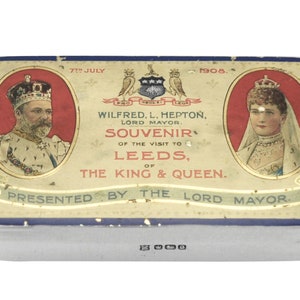 7TH JULY 1908.
WILFRED. L. HEPTON,
LORD MAYOR.
SOUVENIR
OF THE VISIT TO
LEEDS,
OF
THE KING & QUEEN.
PRESENTED BY THE LORD MAYOR